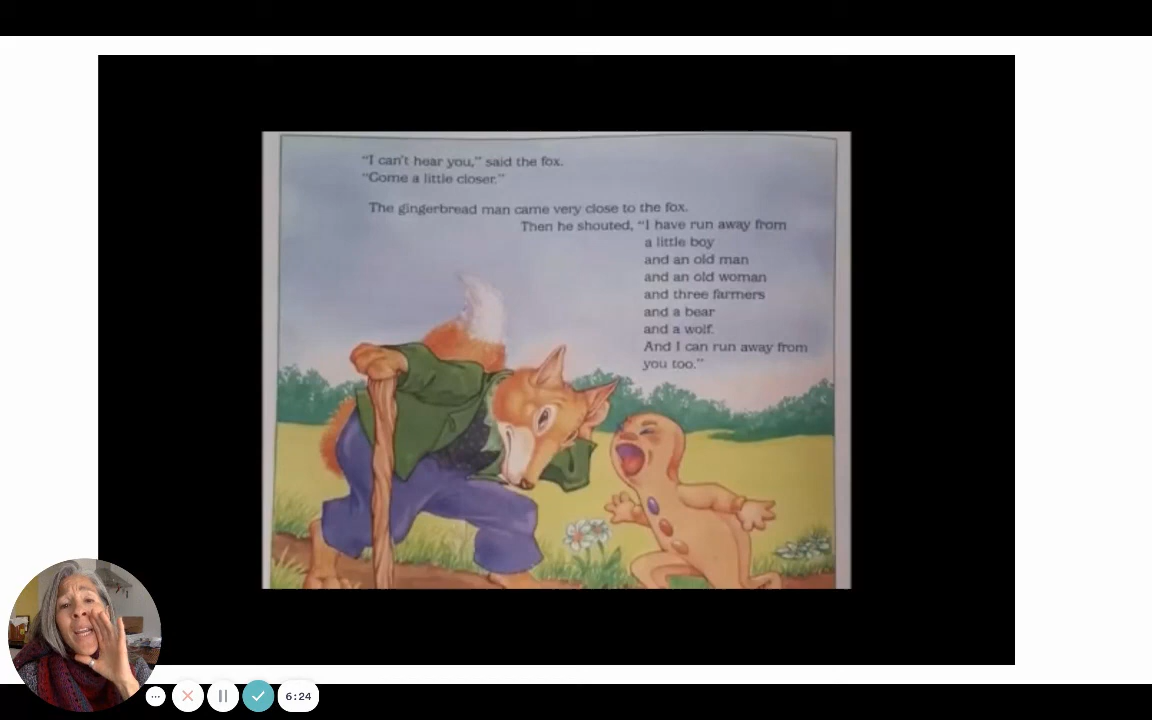 "I can't hear you," said the fox.
"Come a little closer."
The gingerbread man came very close to the fox.
Then he shouted, "I have run away from
a little boy
and an old man
and an old woman
and three farmers
and a bear
and a wolf.
And I can run away from
you too."
6:24